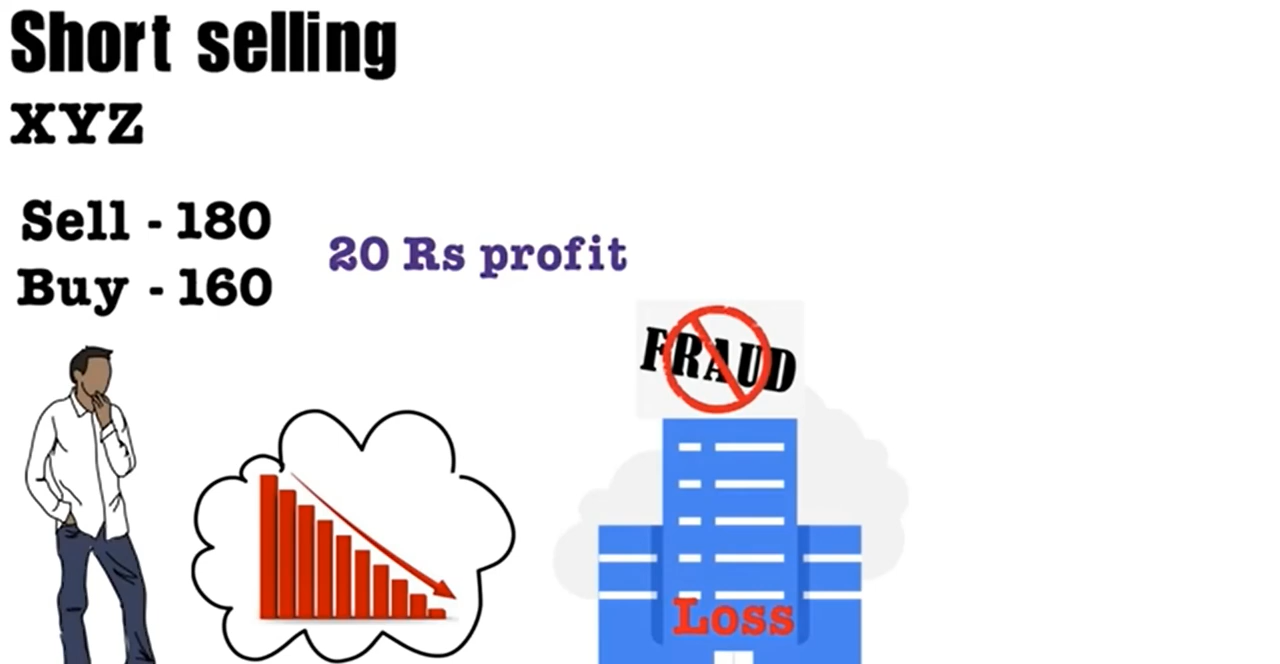 Short selling
XYZ
Sell - 180
Buy - 160
20 Rs profit
FRAUD
Loss